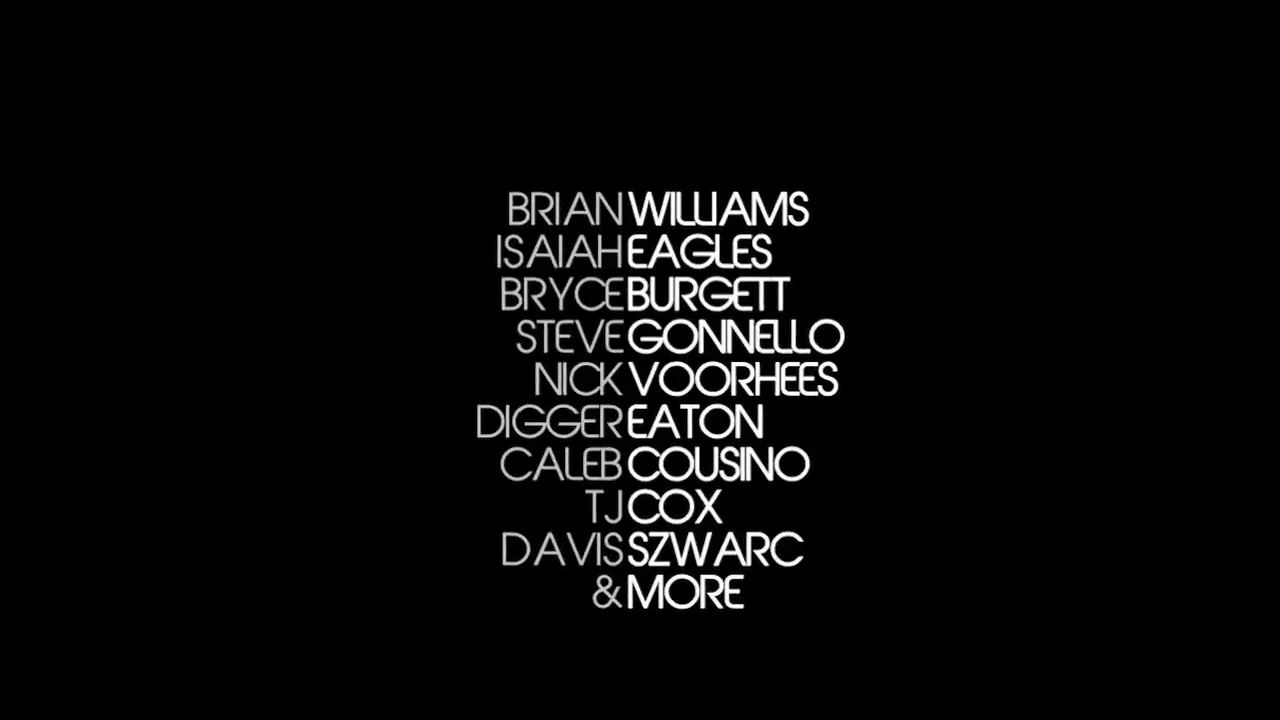 BRIAN WILLIAMS
ISAIAH EAGLES
BRYCE BURGETT
STEVE GONNELLO
NICK VOORHEES
DIGGER EATON
CALEB COUSINO
TJ COX
DAVIS SZWARC
& MORE